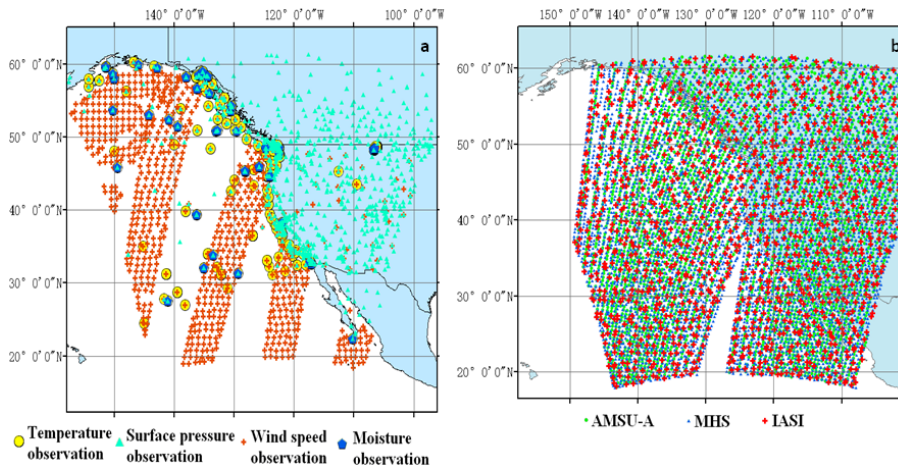 140° 0'0"W 120° 0'0"W 100° 0'0"W
a
60° 0'0"N
50° 0'0"N
40° 0'0"N
30° 0'0"N
20° 0'0"N
Temperature observation
Surface pressure observation
Wind speed observation
Moisture observation
150° 0'0"W 140° 0'0"W 130° 0'0"W 120° 0'0"W 110° 0'0"W
b
60° 0'0"N
50° 0'0"N
40° 0'0"N
30° 0'0"N
20° 0'0"N
AMSU-A MHS IASI